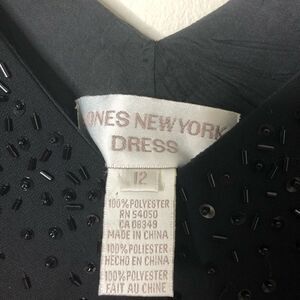 JONES NEW YORK
DRESS
12
100% POLYESTER
RN 54050
CA 08349
MADE IN CHINA
100% POLIESTER
HECHO EN CHINA
100% POLYESTER
FAIT AU CHINE